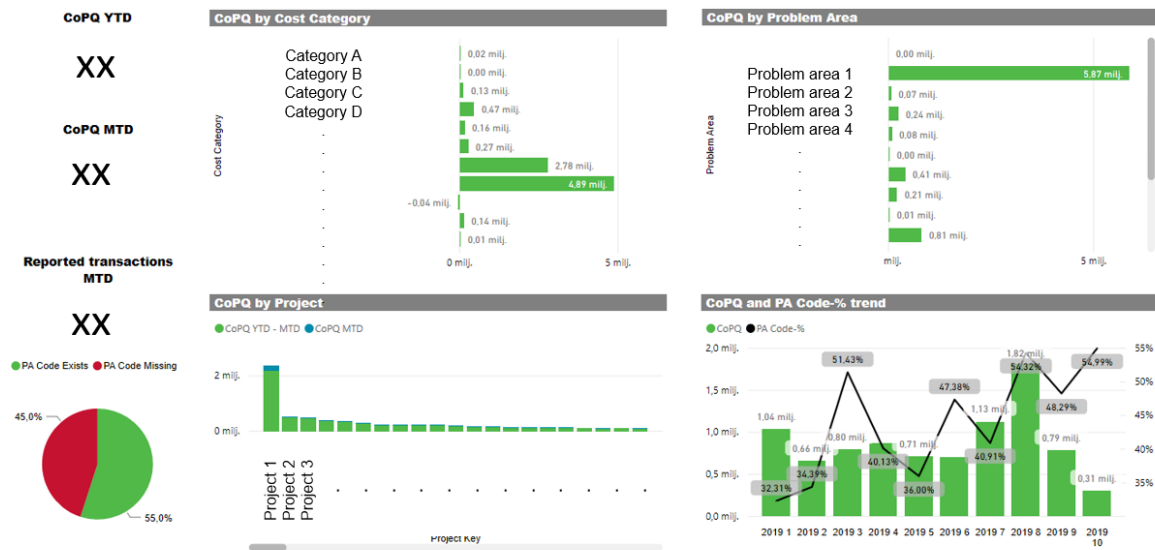 CoPQ YTD
XX
CoPQ MTD
XX
Reported transactions
MTD
XX
PA Code Exists PA Code Missing
45,0%
55,0%
CoPQ by Cost Category
Cost Category
Category A
Category B
Category C
Category D
0,02 milj.
0,00 milj.
0,13 milj.
0,47 milj.
0,16 milj.
0,27 milj.
2,78 milj.
4,89 milj.
-0,04 milj.
0,14 milj.
0,01 milj.
0 milj. 5 milj.
CoPQ by Problem Area
Problem Area
Problem area 1
Problem area 2
Problem area 3
Problem area 4
0,00 milj.
5,87 milj.
0,07 milj.
0,24 milj.
0,08 milj.
0,00 milj.
0,41 milj.
0,21 milj.
0,01 milj.
0,81 milj.
milj. 5 milj.
CoPQ by Project
CoPQ YTD - MTD CoPQ MTD
2 milj.
0 milj.
Project 1
Project 2
Project 3
Project Key
CoPQ and PA Code-% trend
CoPQ PA Code-%
2,0 milj.
1,5 milj.
1,0 milj.
0,5 milj.
0,0 milj.
55%
50%
45%
40%
35%
1,04 milj.
0,66 milj.
0,80 milj.
0,71 milj.
1,13 milj.
1,82 milj.
0,79 milj.
0,31 milj.
32,31%
34,39%
51,43%
40,13%
36,00%
47,38%
40,91%
54,32%
48,29%
54,99%
2019 1 2019 2 2019 3 2019 4 2019 5 2019 6 2019 7 2019 8 2019 9 2019
10